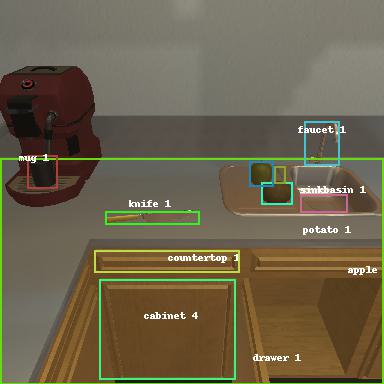 faucet 1
mug 1
sinkbasin 1
knife 1
potato 1
countertop 1
apple
cabinet 4
drawer 1